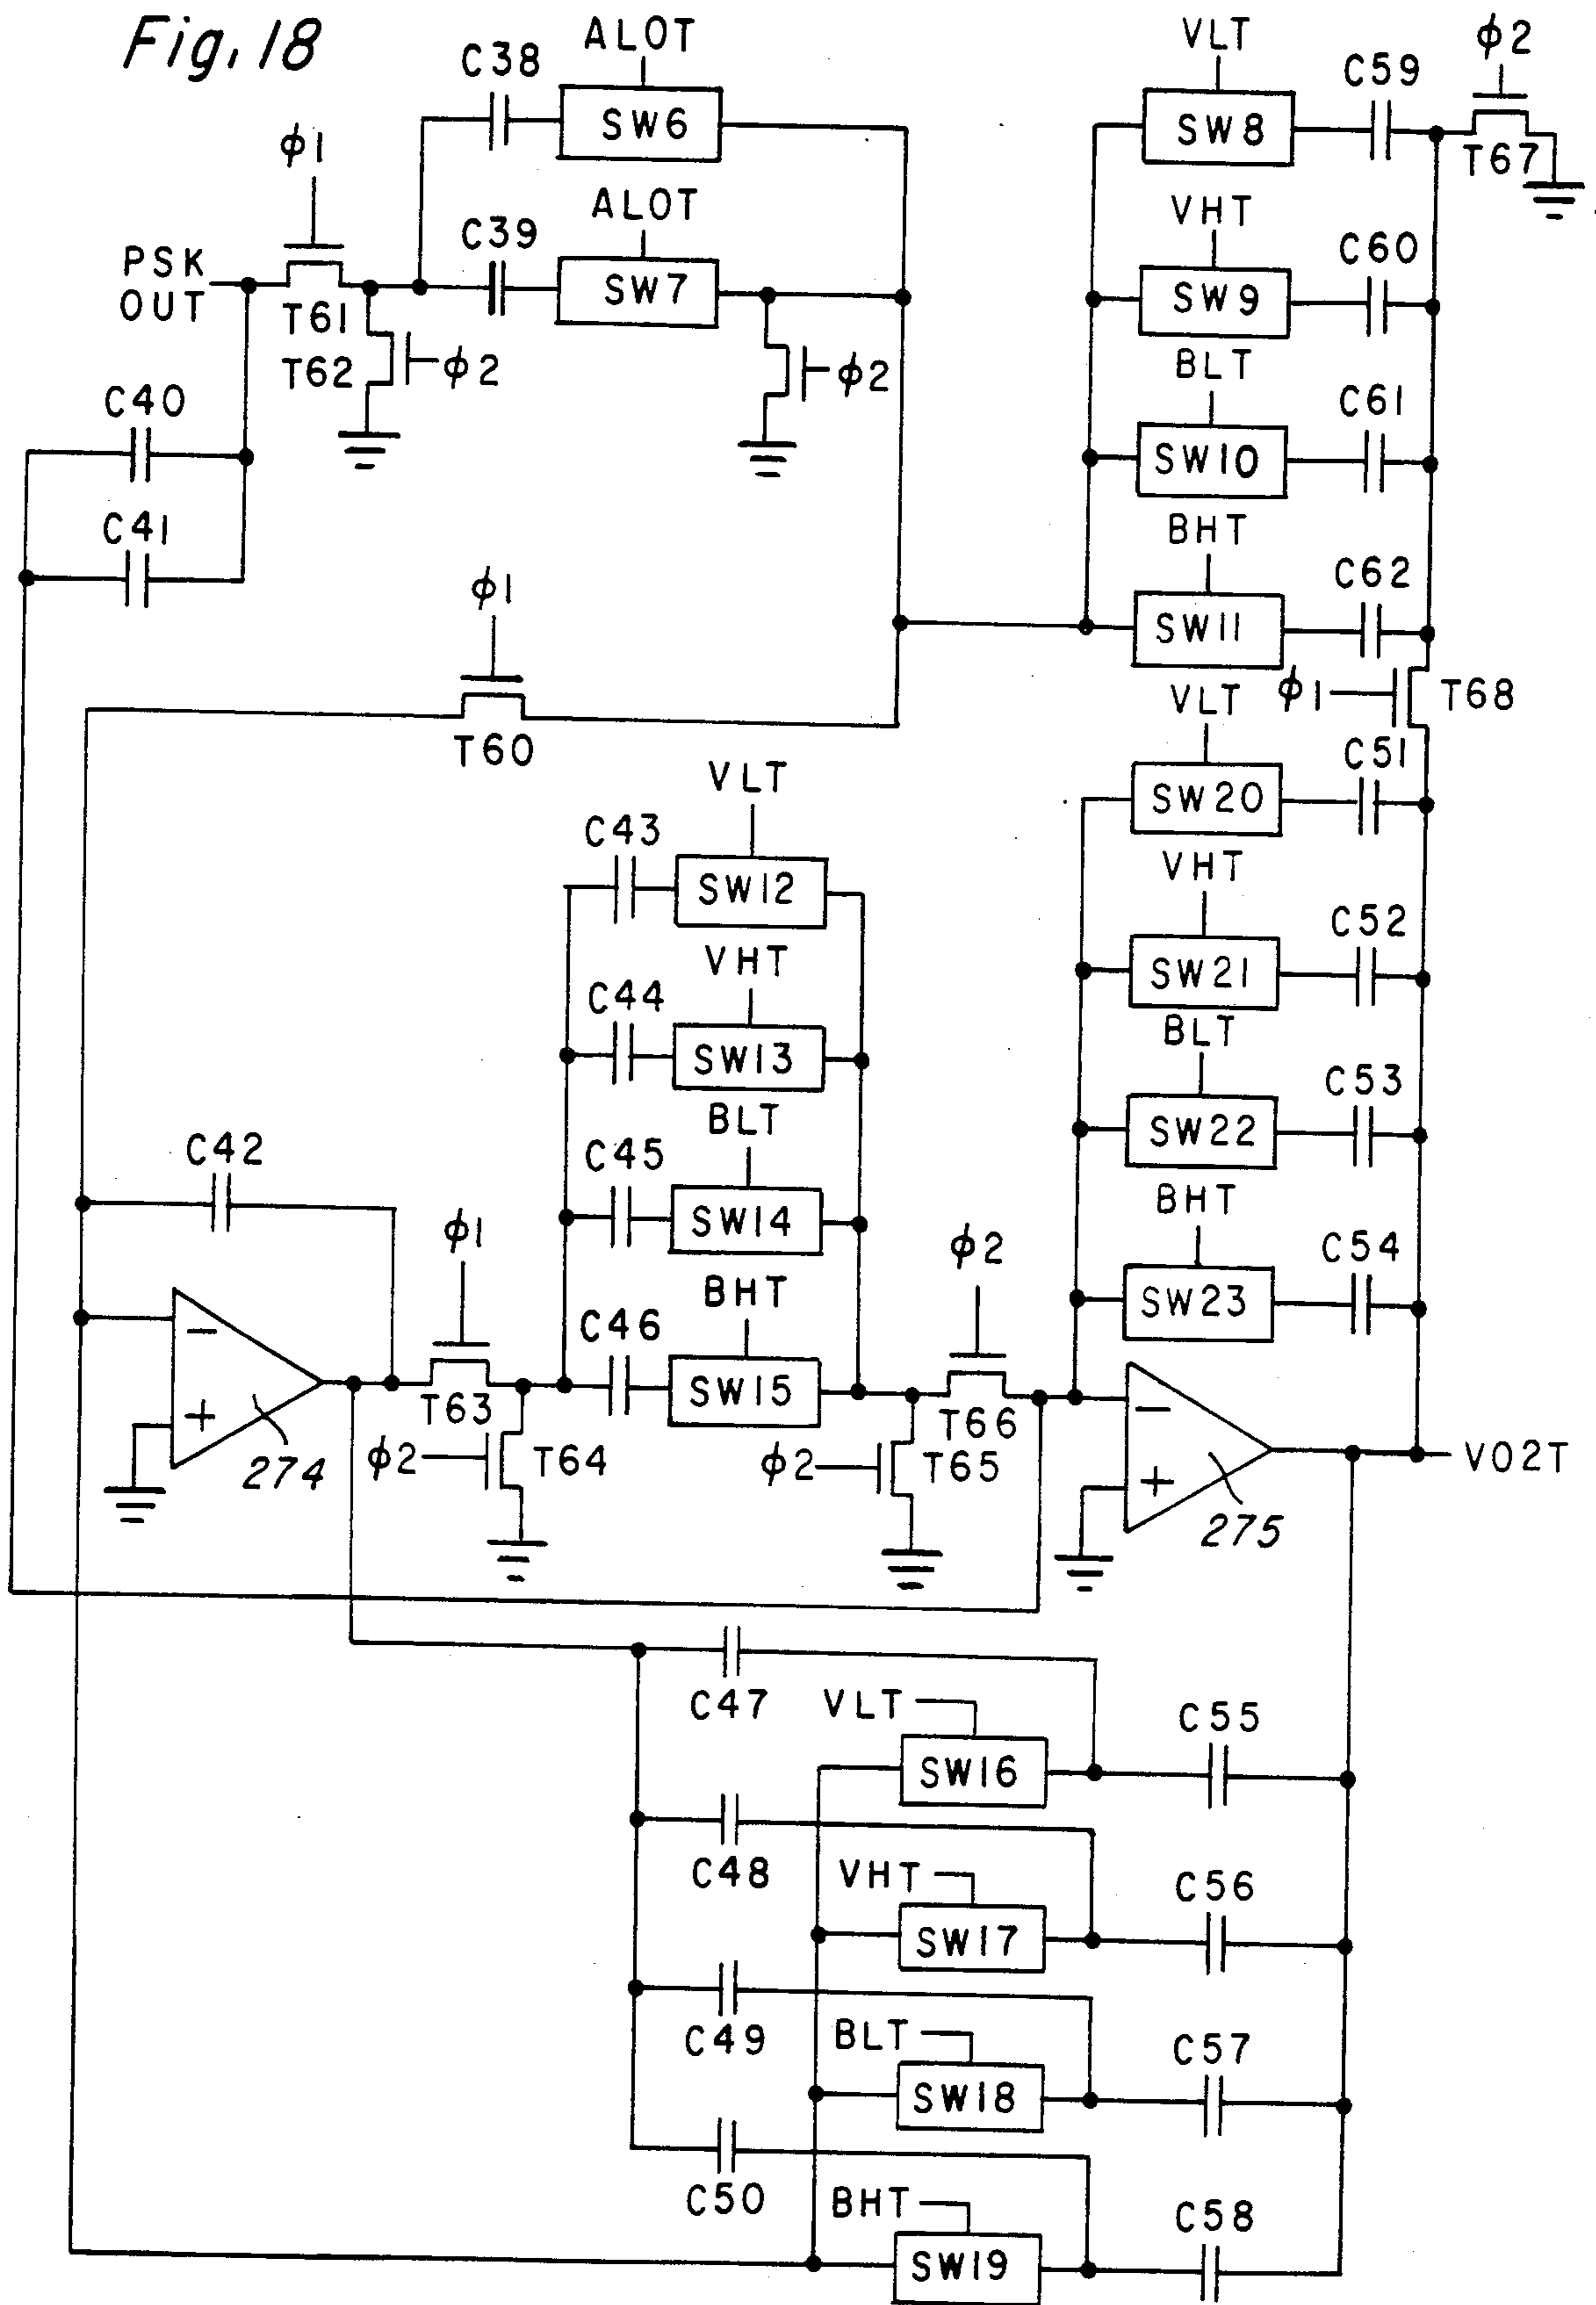 Fig. 18
ALOT
C38
SW6
VLT
C59
SW8
φ2
T67
φ1
ALOT
C39
SW7
PSK
OUT
T61
T62
φ2
φ2
VHT
C60
SW9
BLT
C61
SW10
C40
C41
BHT
C62
SW11
φ1
T60
φ1
T68
VLT
C51
SW20
VLT
C43
SW12
VHT
C52
SW21
VHT
C44
SW13
BLT
C53
SW22
BLT
C45
SW14
C42
φ1
φ2
BHT
C54
SW23
BHT
C46
SW15
−
+
274
T63
φ2
T64
φ2
T65
T66
−
+
275
VO2T
C47
VLT
SW16
C55
C48
VHT
SW17
C56
C49
BLT
SW18
C57
C50
BHT
SW19
C58